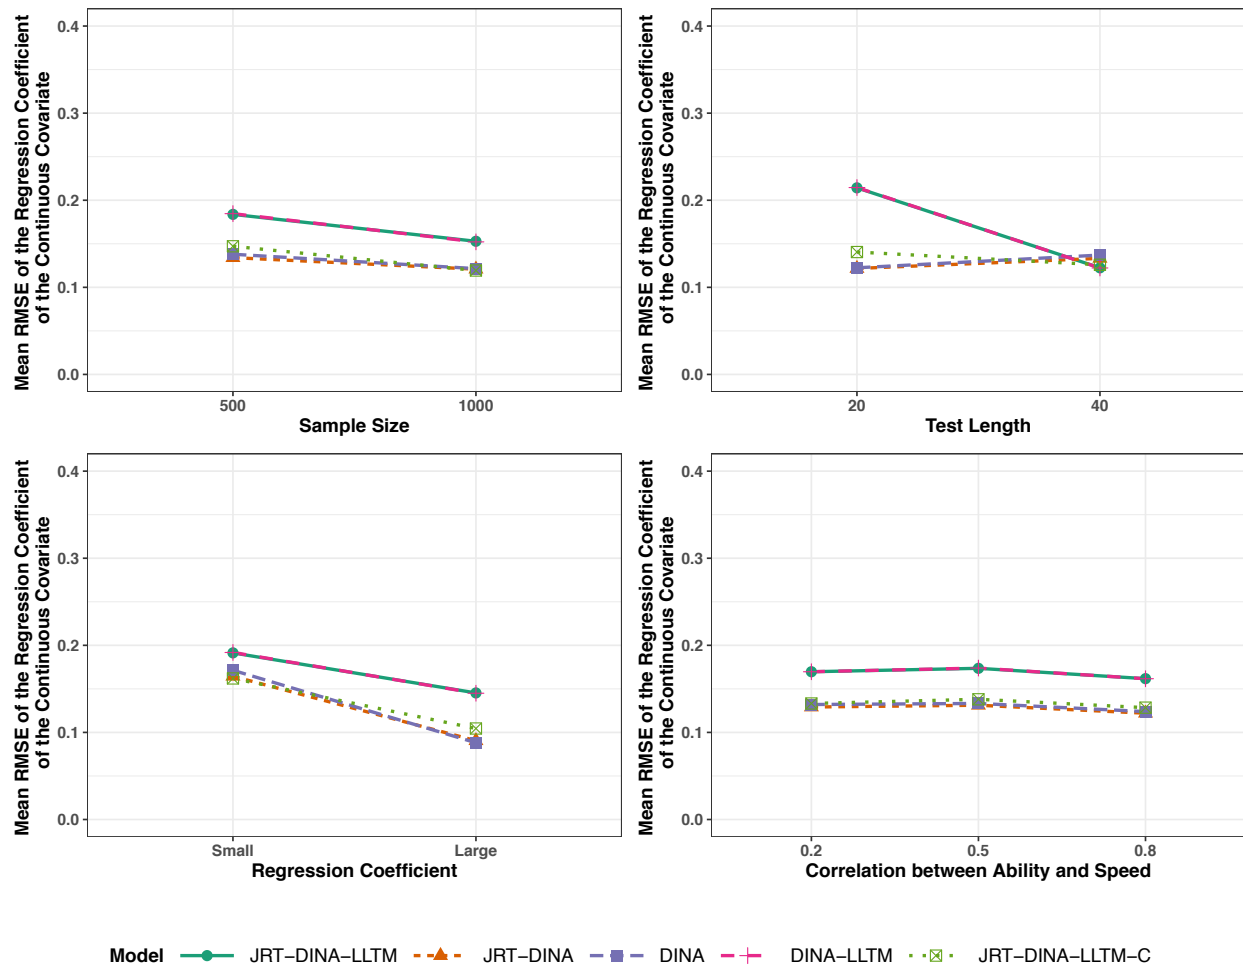 Mean RMSE of the Regression Coefficient
of the Continuous Covariate
0.4
0.3
0.2
0.1
0.0
500
1000
Sample Size
Mean RMSE of the Regression Coefficient
of the Continuous Covariate
0.4
0.3
0.2
0.1
0.0
20
40
Test Length
Mean RMSE of the Regression Coefficient
of the Continuous Covariate
0.4
0.3
0.2
0.1
0.0
Small
Large
Regression Coefficient
Mean RMSE of the Regression Coefficient
of the Continuous Covariate
0.4
0.3
0.2
0.1
0.0
0.2
0.5
0.8
Correlation between Ability and Speed
Model JRT−DINA−LLTM JRT−DINA DINA DINA−LLTM JRT−DINA−LLTM−C